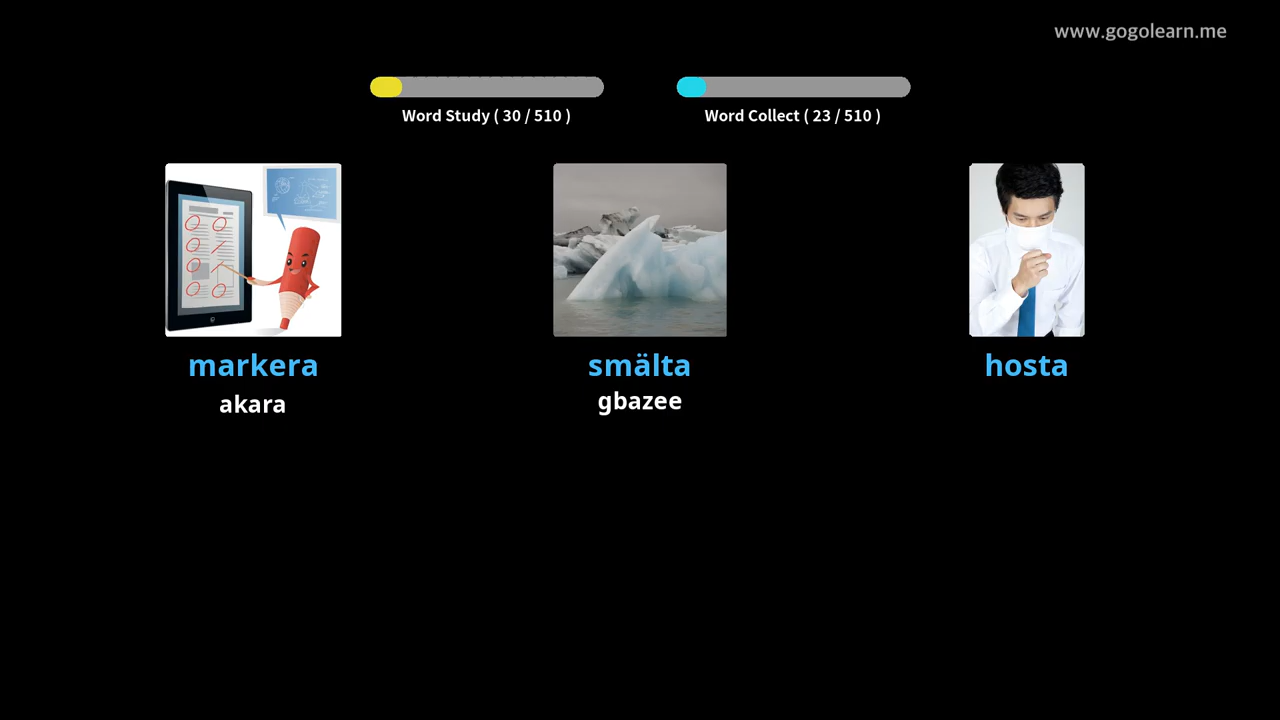 www.gogolearn.me
Word Study ( 30 / 510 )
Word Collect ( 23 / 510 )
markera
akara
smälta
gbazee
hosta